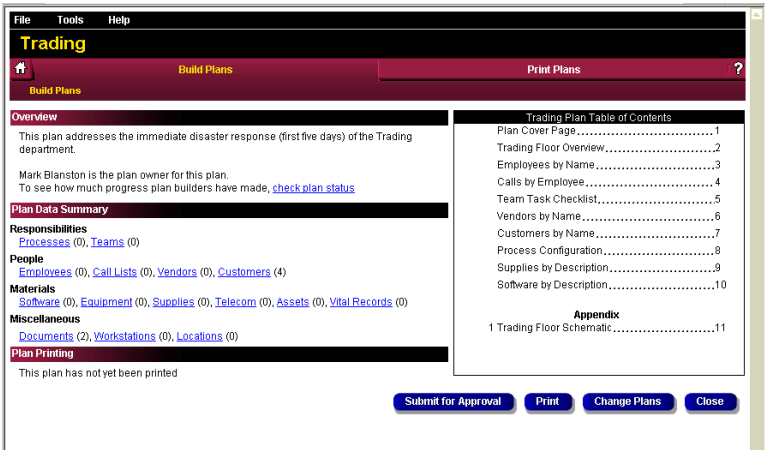 File Tools Help
Trading
Build Plans Print Plans ?
Build Plans
Overview
This plan addresses the immediate disaster response (first five days) of the Trading
department.
Mark Blanston is the plan owner for this plan.
To see how much progress plan builders have made, check plan status
Plan Data Summary
Responsibilities
Processes (0), Teams (0)
People
Employees (0), Call Lists (0), Vendors (0), Customers (4)
Materials
Software (0), Equipment (0), Supplies (0), Telecom (0), Assets (0), Vital Records (0)
Miscellaneous
Documents (2), Workstations (0), Locations (0)
Plan Printing
This plan has not yet been printed
Trading Plan Table of Contents
Plan Cover Page................................1
Trading Floor Overview.........................2
Employees by Name..............................3
Calls by Employee..............................4
Team Task Checklist............................5
Vendors by Name................................6
Customers by Name..............................7
Process Configuration..........................8
Supplies by Description........................9
Software by Description........................10
Appendix
1 Trading Floor Schematic........................11
Submit for Approval Print Change Plans Close